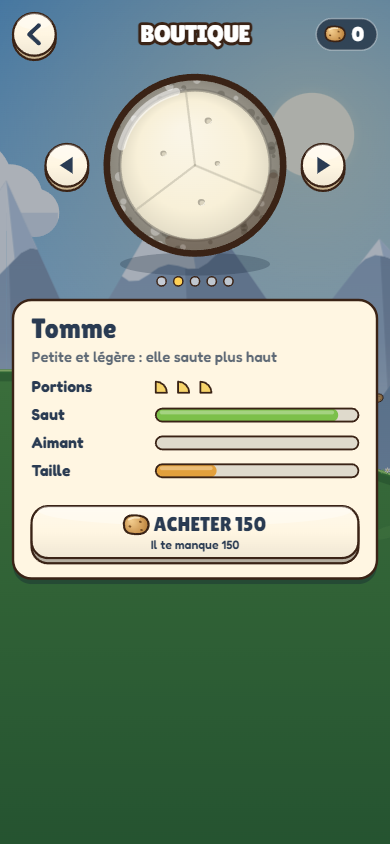 BOUTIQUE
0
Tomme
Petite et légère : elle saute plus haut
Portions
Saut
Aimant
Taille
ACHETER 150
Il te manque 150